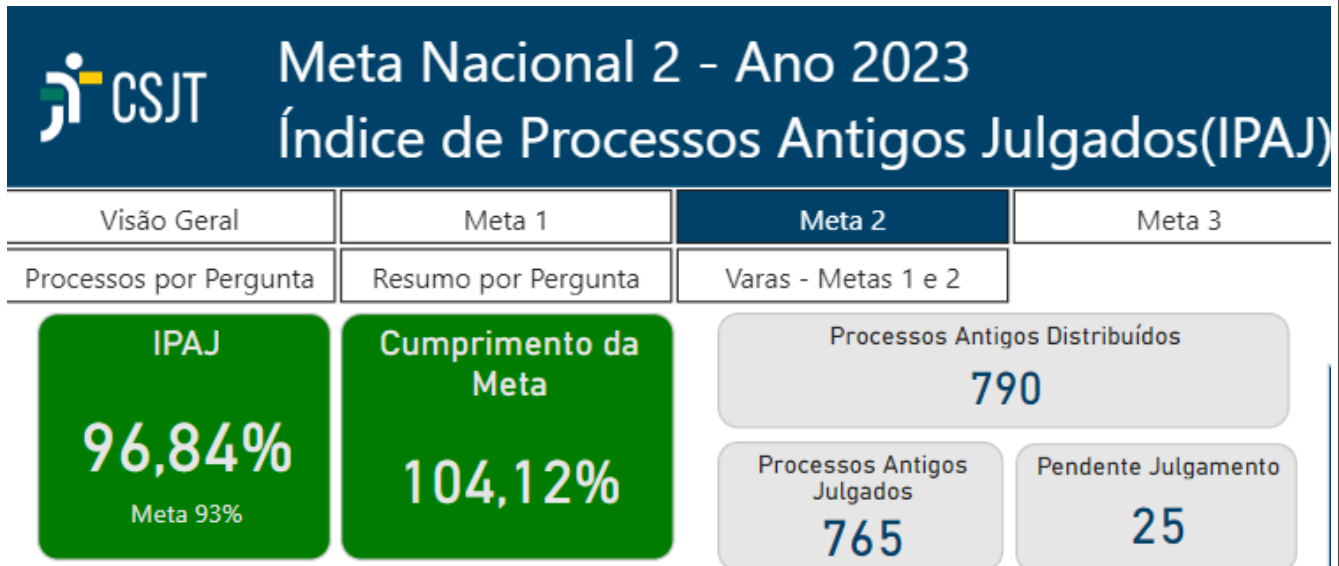 CSJT
Meta Nacional 2 - Ano 2023
Índice de Processos Antigos Julgados(IPAJ)
Visão Geral
Meta 1
Meta 2
Meta 3
Processos por Pergunta
Resumo por Pergunta
Varas - Metas 1 e 2
IPAJ
96,84%
Meta 93%
Cumprimento da
Meta
104,12%
Processos Antigos Distribuídos
790
Processos Antigos
Julgados
765
Pendente Julgamento
25